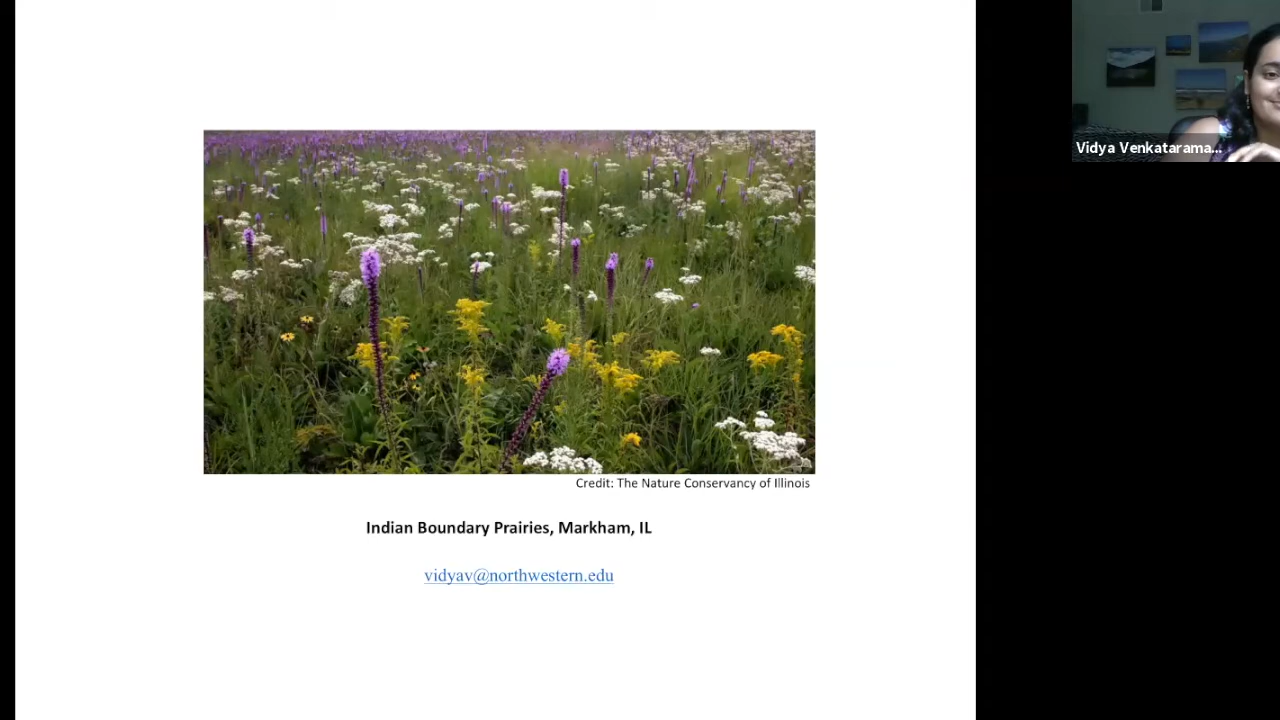 Vidya Venkatarama...
Credit: The Nature Conservancy of Illinois
Indian Boundary Prairies, Markham, IL
vidyav@northwestern.edu